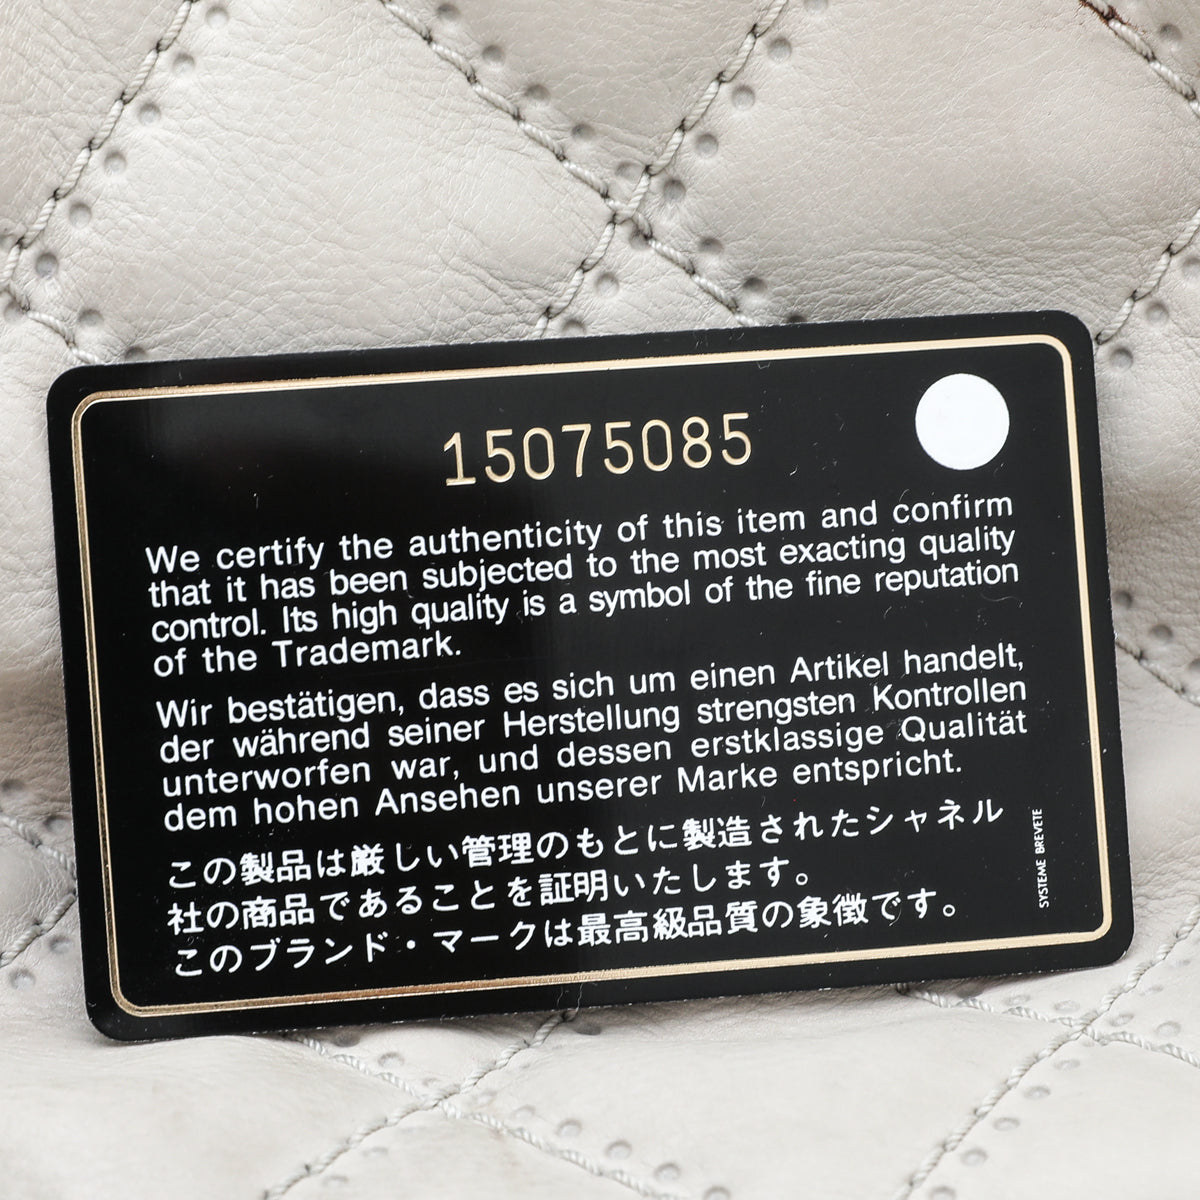 15075085
We certify the authenticity of this item and confirm
that it has been subjected to the most exacting quality
control. Its high quality is a symbol of the fine reputation
of the Trademark.
Wir bestätigen, dass es sich um einen Artikel handelt,
der während seiner Herstellung strengsten Kontrollen
unterworfen war, und dessen erstklassige Qualität
dem hohen Ansehen unserer Marke entspricht.
この製品は厳しい管理のもとに製造されたシャネル
社の商品であることを証明いたします。
このブランド・マークは最高級品質の象徴です。
SYSTEME BREVETE